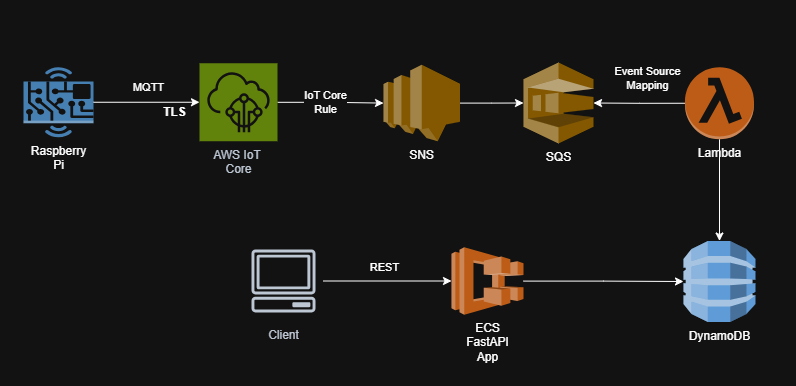 MQTT
TLS
IoT Core
Rule
Event Source
Mapping
Raspberry
Pi
AWS IoT
Core
SNS
SQS
Lambda
REST
Client
ECS
FastAPI
App
DynamoDB